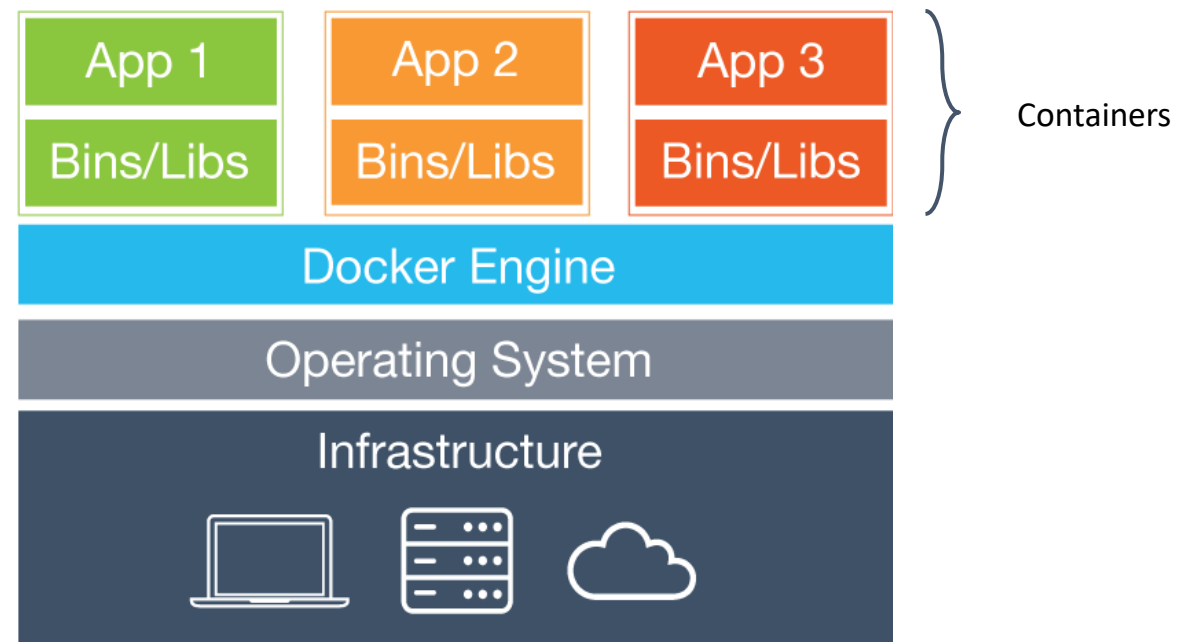 App 1
App 2
App 3
Containers
Bins/Libs
Bins/Libs
Bins/Libs
Docker Engine
Operating System
Infrastructure